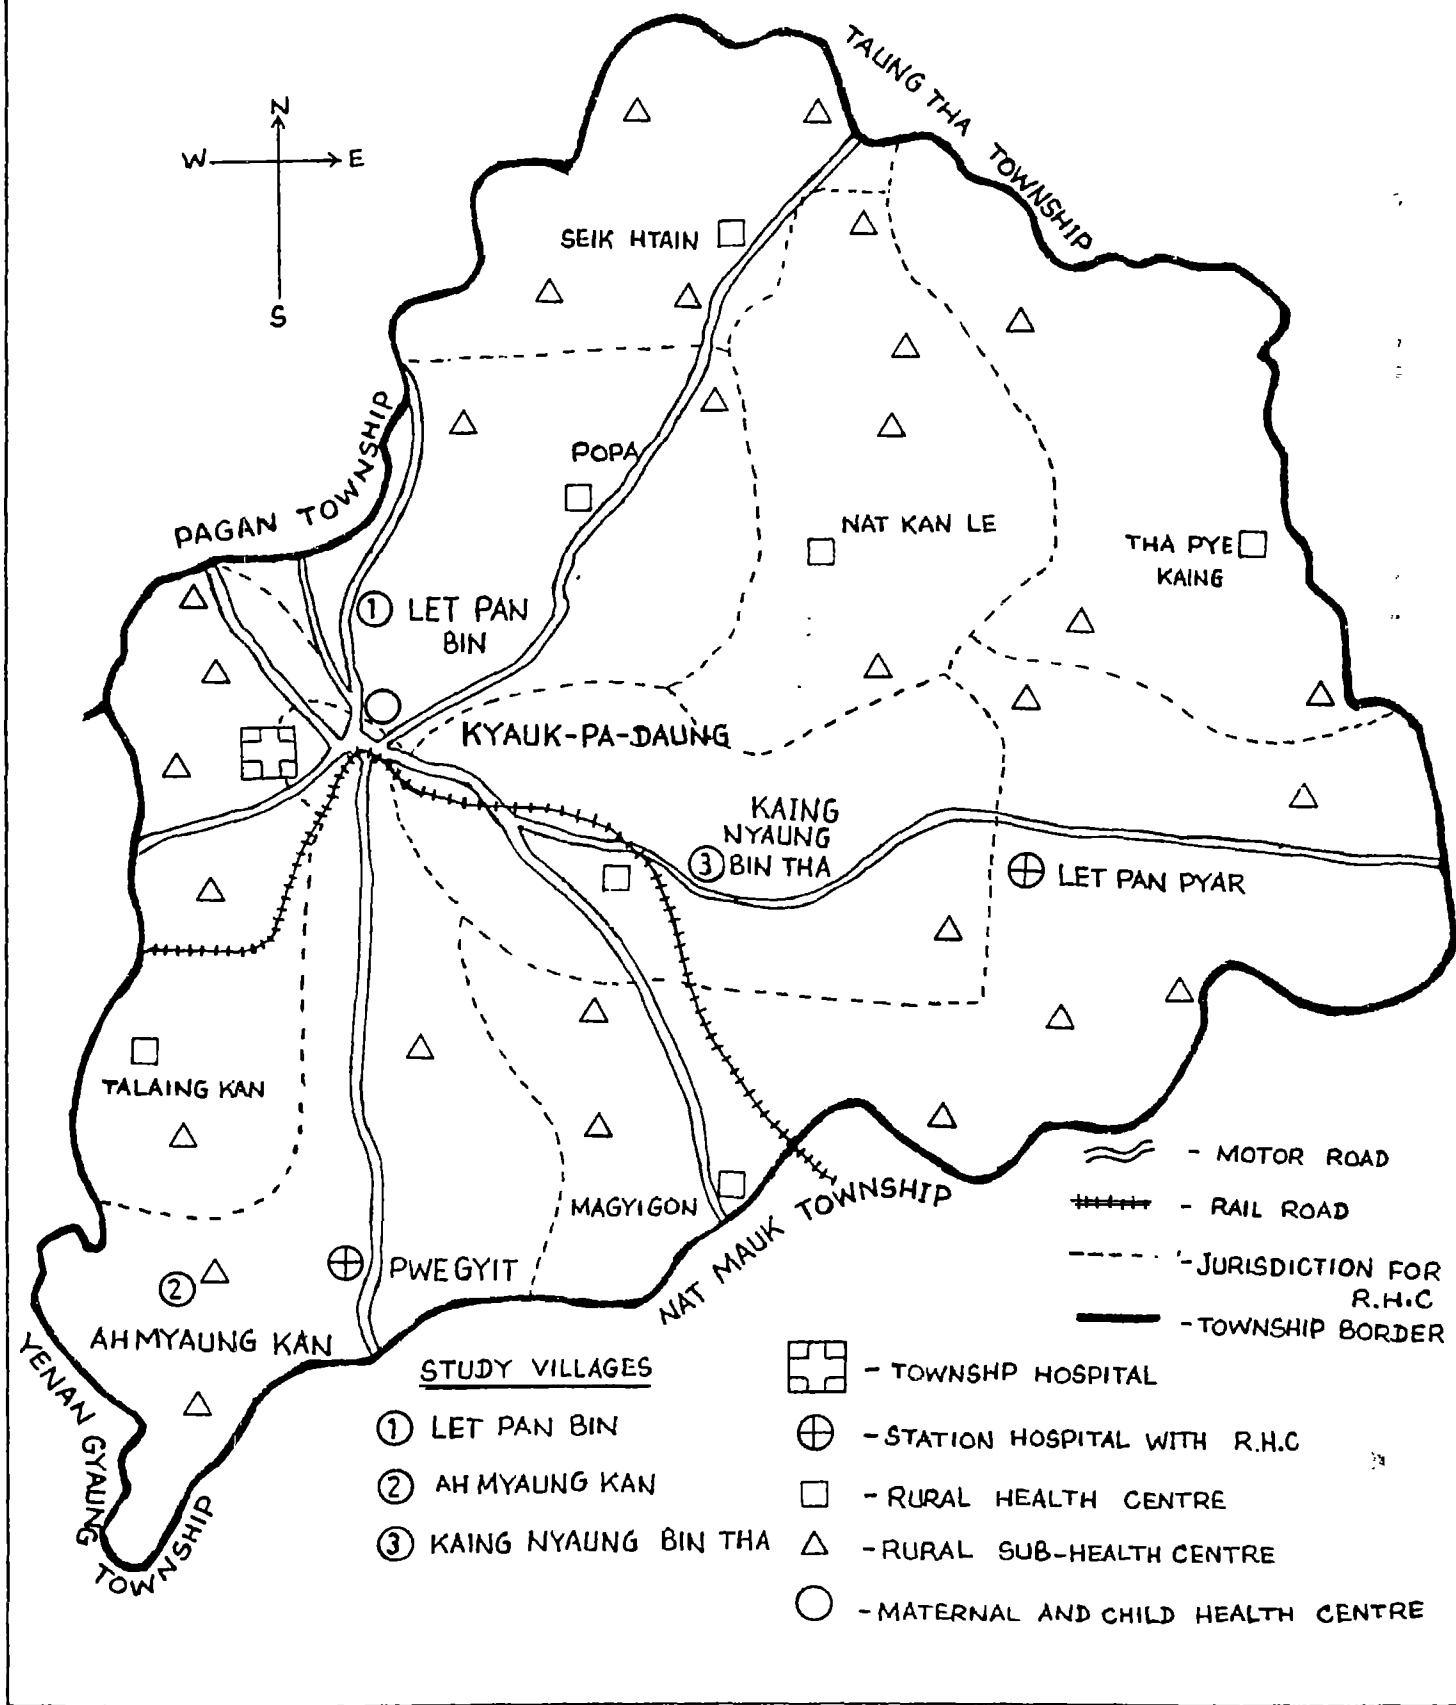 TAUNG THA TOWNSHIP
N
W
E
S
SEIK HTAIN
POPA
PAGAN TOWNSHIP
NAT KAN LE
THA PYE
KAING
1 LET PAN
BIN
KYAUK-PA-DAUNG
KAING
NYAUNG
3 BIN THA
LET PAN PYAR
TALAING KAN
MAGYIGON
NAT MAUK TOWNSHIP
PWEGYIT
2
AH MYAUNG KAN
YENAN GYAUNG
TOWNSHIP
- MOTOR ROAD
- RAIL ROAD
- JURISDICTION FOR
R.H.C
- TOWNSHIP BORDER
STUDY VILLAGES
1 LET PAN BIN
2 AH MYAUNG KAN
3 KAING NYAUNG BIN THA
- TOWNSHP HOSPITAL
- STATION HOSPITAL WITH R.H.C
- RURAL HEALTH CENTRE
- RURAL SUB-HEALTH CENTRE
- MATERNAL AND CHILD HEALTH CENTRE